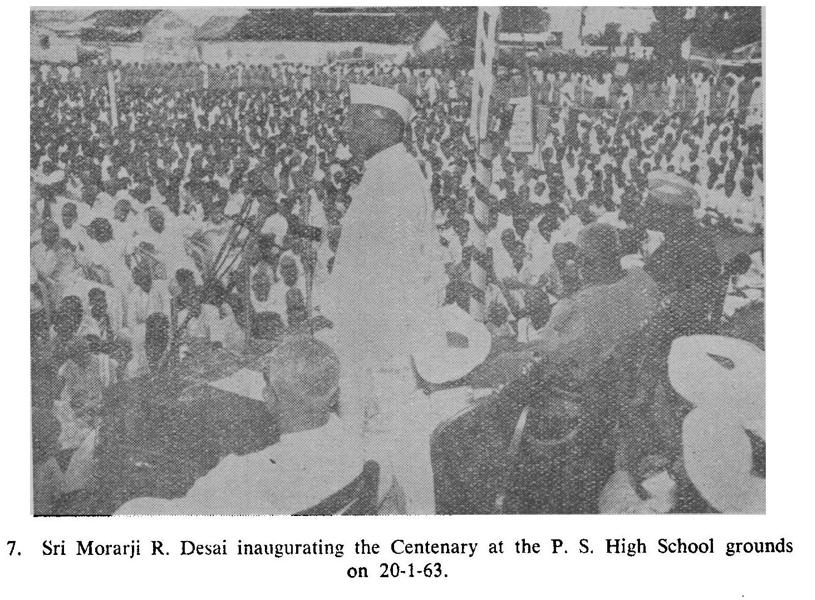 7. Sri Morarji R. Desai inaugurating the Centenary at the P. S. High School grounds
on 20-1-63.